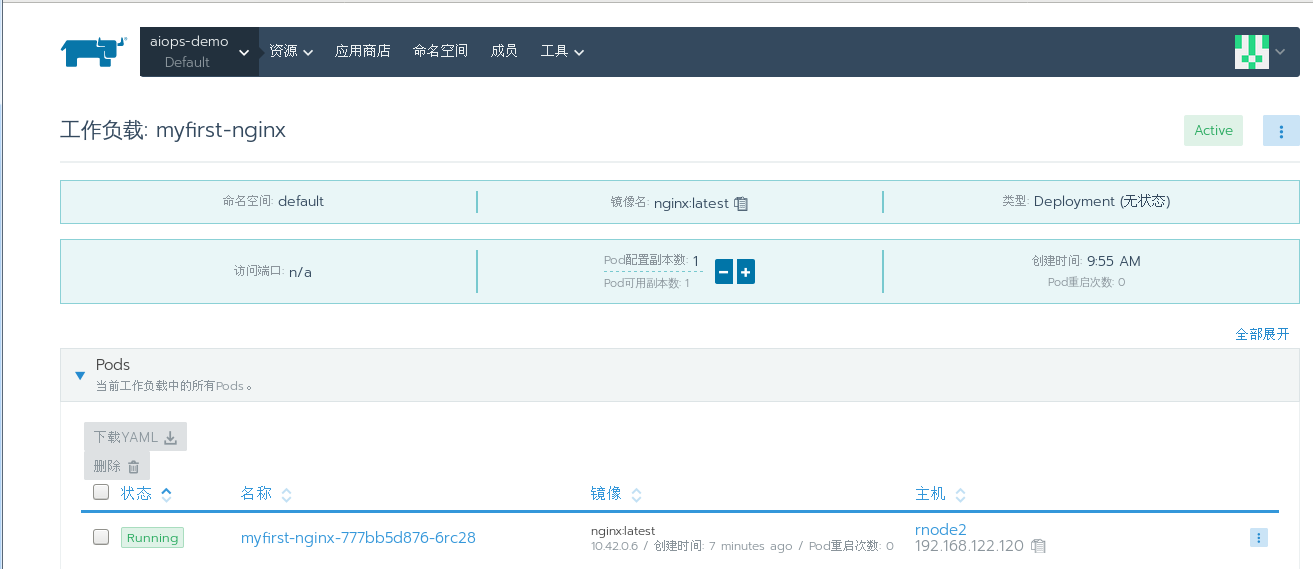 aiops-demo
Default
资源 应用商店 命名空间 成员 工具
工作负载: myfirst-nginx
Active
命名空间: default
镜像名: nginx:latest
类型: Deployment (无状态)
访问端口: n/a
Pod配置副本数: 1
Pod可用副本数: 1
创建时间: 9:55 AM
Pod重启次数: 0
全部展开
Pods
当前工作负载中的所有Pods。
下载YAML
删除
状态 名称 镜像 主机
Running myfirst-nginx-777bb5d876-6rc28
nginx:latest
10.42.0.6 / 创建时间: 7 minutes ago / Pod重启次数: 0
rnode2
192.168.122.120